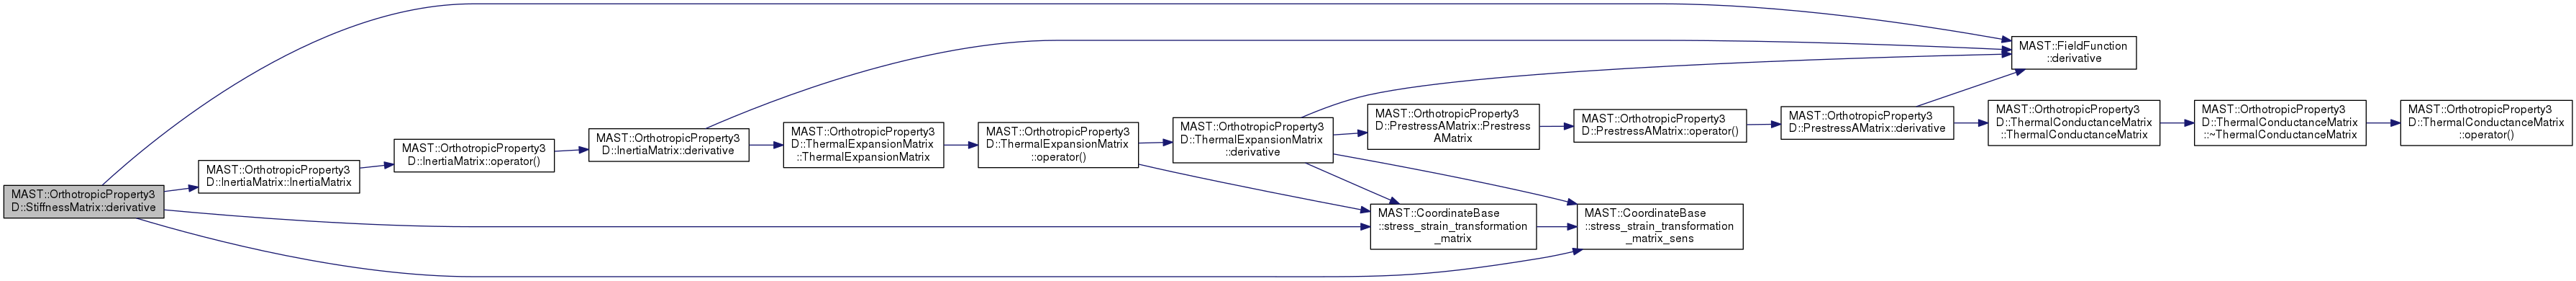 MAST::OrthotropicProperty3
D::StiffnessMatrix::derivative
MAST::OrthotropicProperty3
D::InertiaMatrix::InertiaMatrix
MAST::OrthotropicProperty3
D::InertiaMatrix::operator()
MAST::OrthotropicProperty3
D::InertiaMatrix::derivative
MAST::OrthotropicProperty3
D::ThermalExpansionMatrix
::ThermalExpansionMatrix
MAST::OrthotropicProperty3
D::ThermalExpansionMatrix
::operator()
MAST::OrthotropicProperty3
D::ThermalExpansionMatrix
::derivative
MAST::OrthotropicProperty3
D::PrestressAMatrix::Prestress
AMatrix
MAST::OrthotropicProperty3
D::PrestressAMatrix::operator()
MAST::OrthotropicProperty3
D::PrestressAMatrix::derivative
MAST::FieldFunction
::derivative
MAST::OrthotropicProperty3
D::ThermalConductanceMatrix
::ThermalConductanceMatrix
MAST::OrthotropicProperty3
D::ThermalConductanceMatrix
::~ThermalConductanceMatrix
MAST::OrthotropicProperty3
D::ThermalConductanceMatrix
::operator()
MAST::CoordinateBase
::stress_strain_transformation
_matrix
MAST::CoordinateBase
::stress_strain_transformation
_matrix_sens